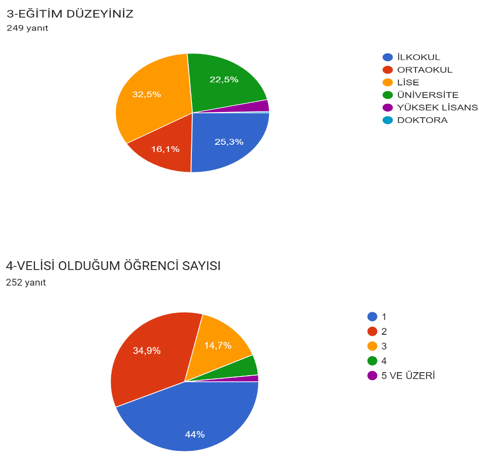 3-EĞİTİM DÜZEYİNİZ
249 yanıt
22,5%
32,5%
16,1%
25,3%
İLKOKUL
ORTAOKUL
LİSE
ÜNİVERSİTE
YÜKSEK LİSANS
DOKTORA
4-VELİSİ OLDUĞUM ÖĞRENCİ SAYISI
252 yanıt
34,9%
14,7%
44%
1
2
3
4
5 VE ÜZERİ